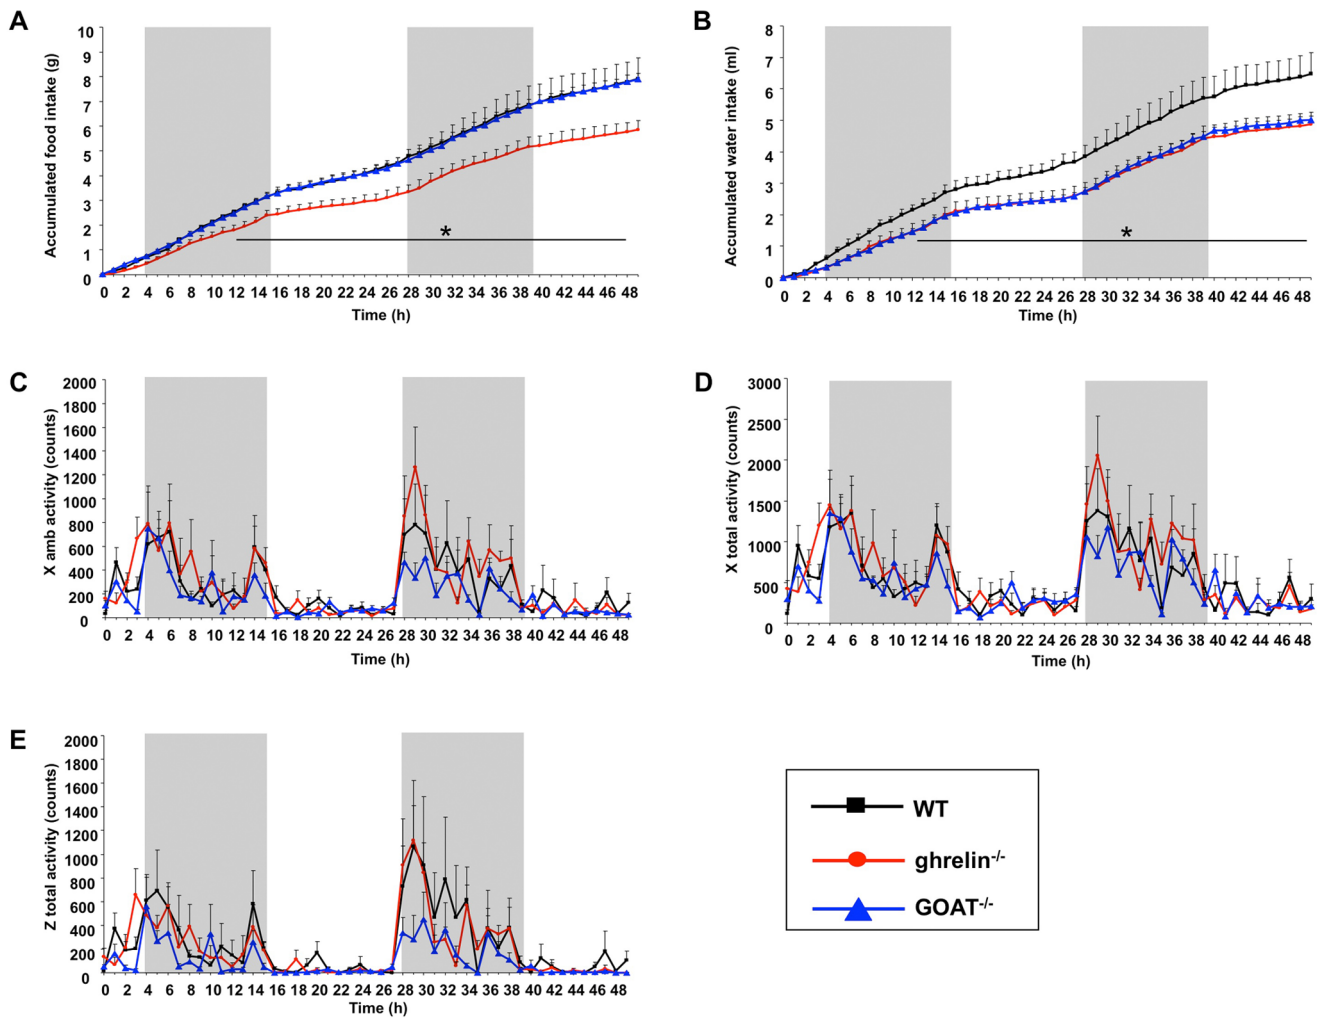 A
Accumulated food intake (g)
10
9
8
7
6
5
4
3
2
1
0
0 2 4 6 8 10 12 14 16 18 20 22 24 26 28 30 32 34 36 38 40 42 44 46 48
Time (h)
*
B
Accumulated water intake (ml)
8
7
6
5
4
3
2
1
0
0 2 4 6 8 10 12 14 16 18 20 22 24 26 28 30 32 34 36 38 40 42 44 46 48
Time (h)
*
C
X amb activity (counts)
2000
1800
1600
1400
1200
1000
800
600
400
200
0
0 2 4 6 8 10 12 14 16 18 20 22 24 26 28 30 32 34 36 38 40 42 44 46 48
Time (h)
D
X total activity (counts)
3000
2000
1500
1000
500
0
0 2 4 6 8 10 12 14 16 18 20 22 24 26 28 30 32 34 36 38 40 42 44 46 48
Time (h)
E
Z total activity (counts)
2000
1800
1600
1400
1200
1000
800
600
400
200
0
0 2 4 6 8 10 12 14 16 18 20 22 24 26 28 30 32 34 36 38 40 42 44 46 48
Time (h)
WT
ghrelin-/-
GOAT-/-